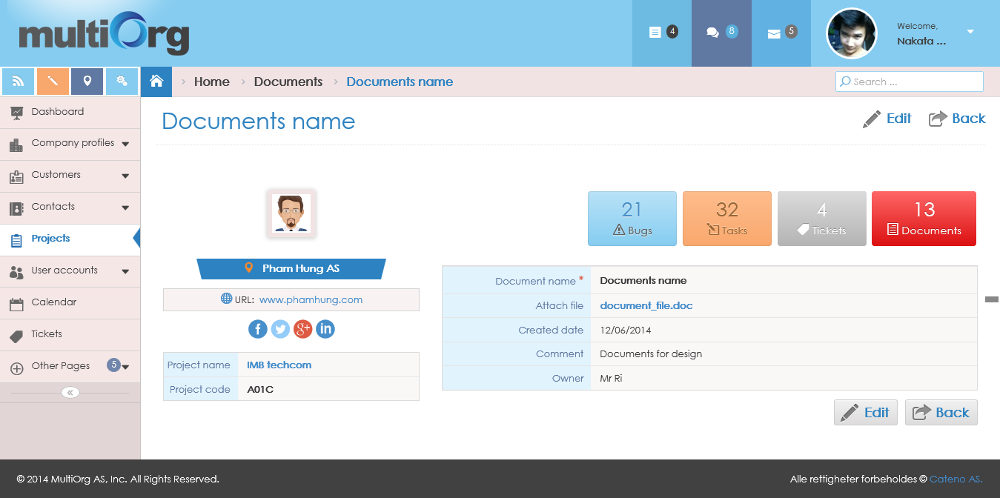 multiOrg
4
8
5
Welcome,
Nakata ...
Home
Documents
Documents name
Search ...
Dashboard
Company profiles
Customers
Contacts
Projects
User accounts
Calendar
Tickets
Other Pages
5
Documents name
Edit
Back
Pham Hung AS
URL: www.phamhung.com
f
g+
in
Project name IMB techcom
Project code A01C
21
Bugs
32
Tasks
4
Tickets
13
Documents
Document name * Documents name
Attach file document_file.doc
Created date 12/06/2014
Comment Documents for design
Owner Mr Ri
Edit
Back
© 2014 MultiOrg AS, Inc. All Rights Reserved.
Alle rettigheter forbeholdes © Cateno AS.